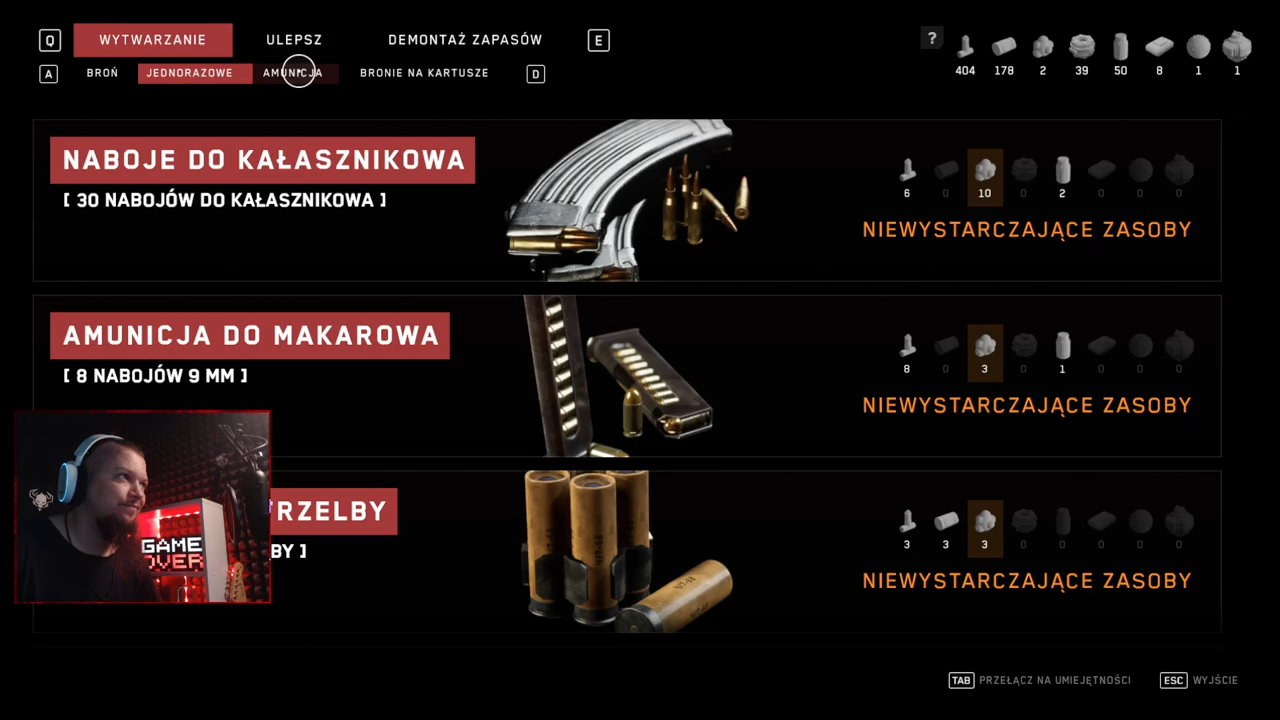 Q WYTWARZANIE ULEPSZ DEMONTAŻ ZAPASÓW E
A BROŃ JEDNORAZOWE AMUNICJA BRONIE NA KARTUSZE D
?
404 178 2 39 50 8 1 1
NABOJE DO KAŁASZNIKOWA
[ 30 NABOJÓW DO KAŁASZNIKOWA ]
6 0 10 0 2 0 0 0
NIEWYSTARCZAJĄCE ZASOBY
AMUNICJA DO MAKAROWA
[ 8 NABOJÓW 9 MM ]
8 0 3 0 1 0 0 0
NIEWYSTARCZAJĄCE ZASOBY
RZELBY
BY ]
3 3 3 0 0 0 0 0
NIEWYSTARCZAJĄCE ZASOBY
GAME
OVER
TAB PRZEŁĄCZ NA UMIEJĘTNOŚCI ESC WYJŚCIE